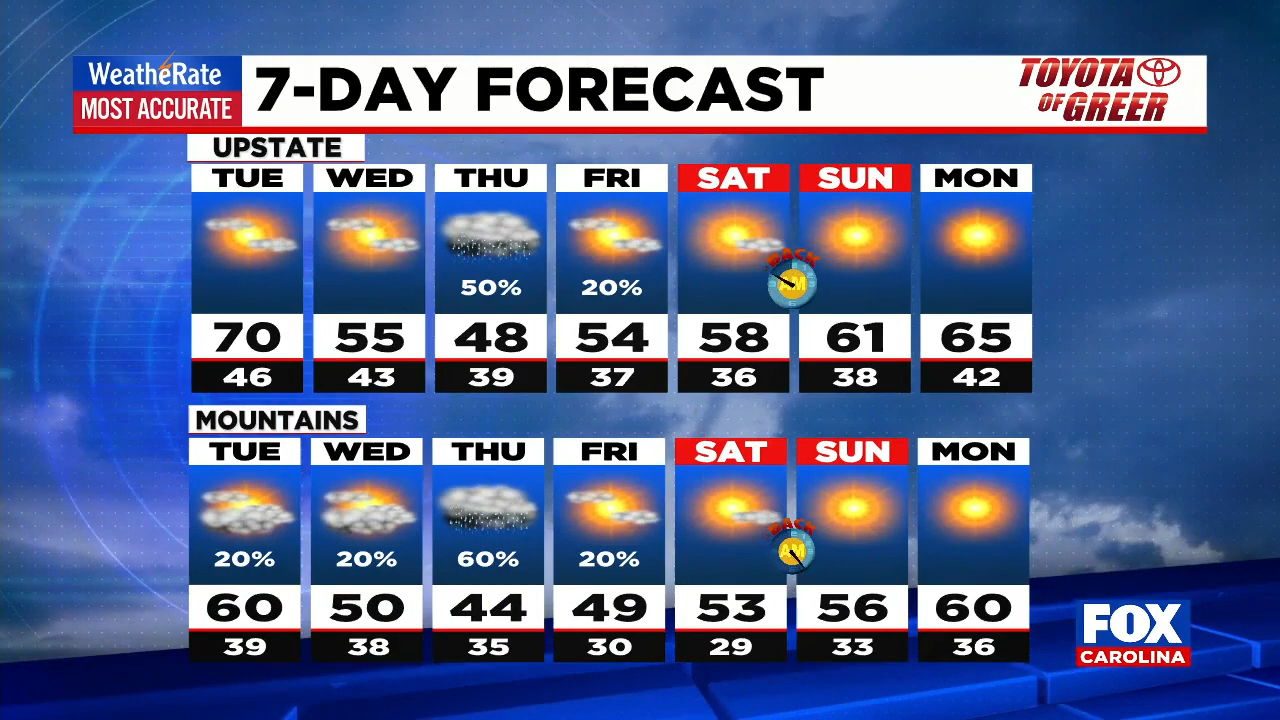 WeatheRate
MOST ACCURATE
7-DAY FORECAST
TOYOTA
OF GREER
UPSTATE
TUE WED THU FRI SAT SUN MON
BACK
AM
50% 20%
70 55 48 54 58 61 65
46 43 39 37 36 38 42
MOUNTAINS
TUE WED THU FRI SAT SUN MON
BACK
AM
20% 20% 60% 20%
60 50 44 49 53 56 60
39 38 35 30 29 33 36
FOX
CAROLINA